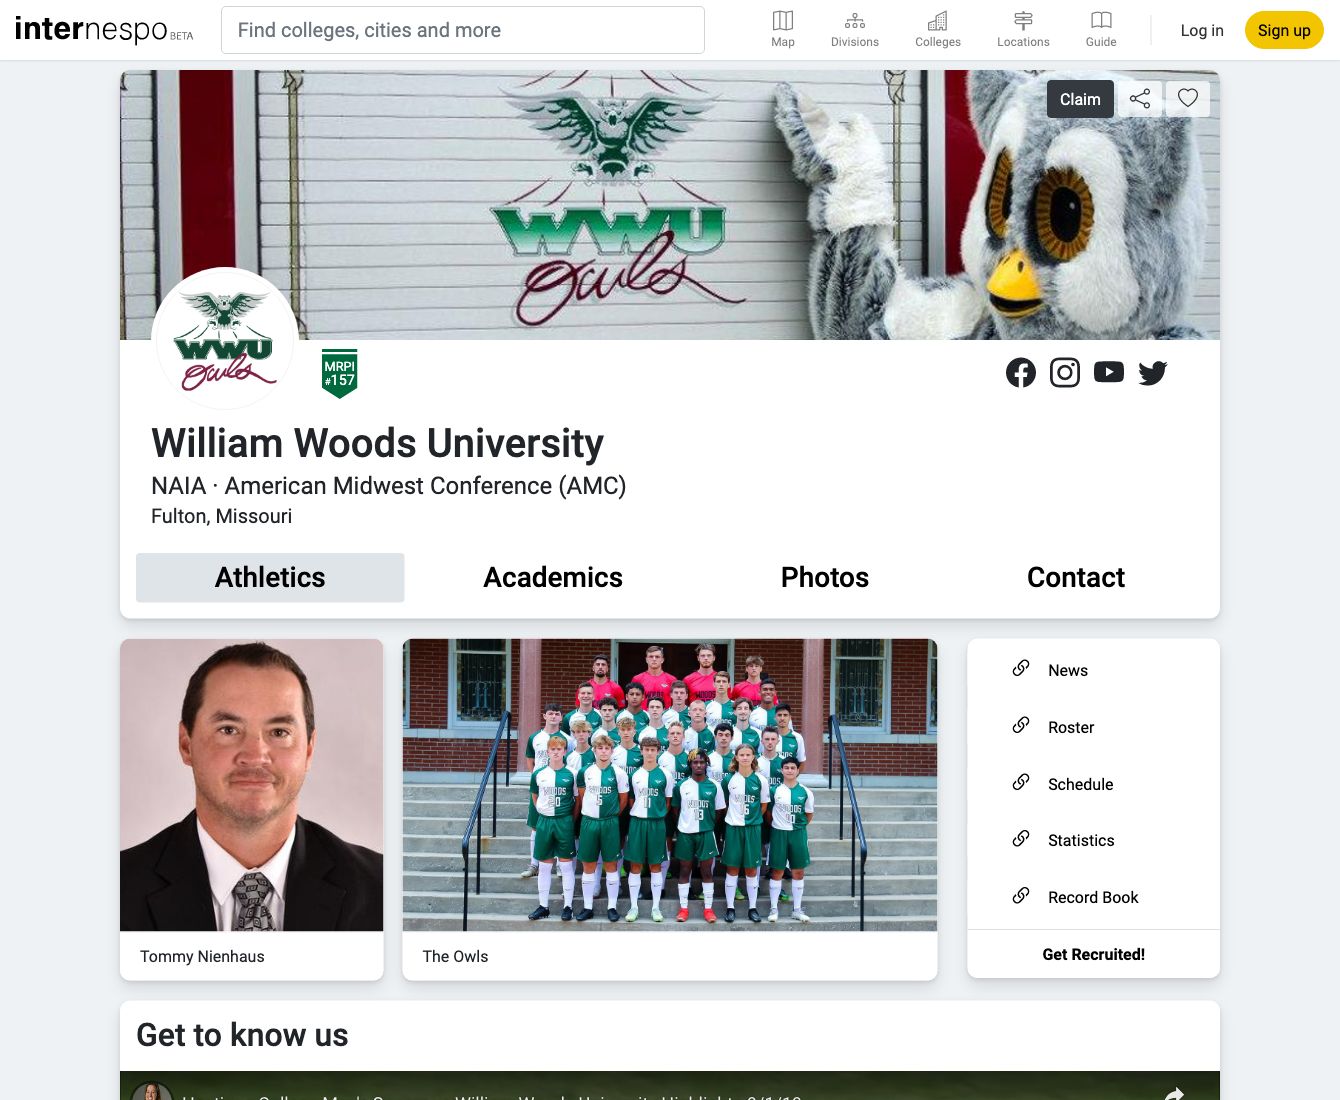 internespo BETA
Find colleges, cities and more
Map
Divisions
Colleges
Locations
Guide
Log in
Sign up
Claim
WWU
Owls
WWU
Owls
MRPI
#157
William Woods University
NAIA · American Midwest Conference (AMC)
Fulton, Missouri
Athletics
Academics
Photos
Contact
Tommy Nienhaus
The Owls
News
Roster
Schedule
Statistics
Record Book
Get Recruited!
Get to know us